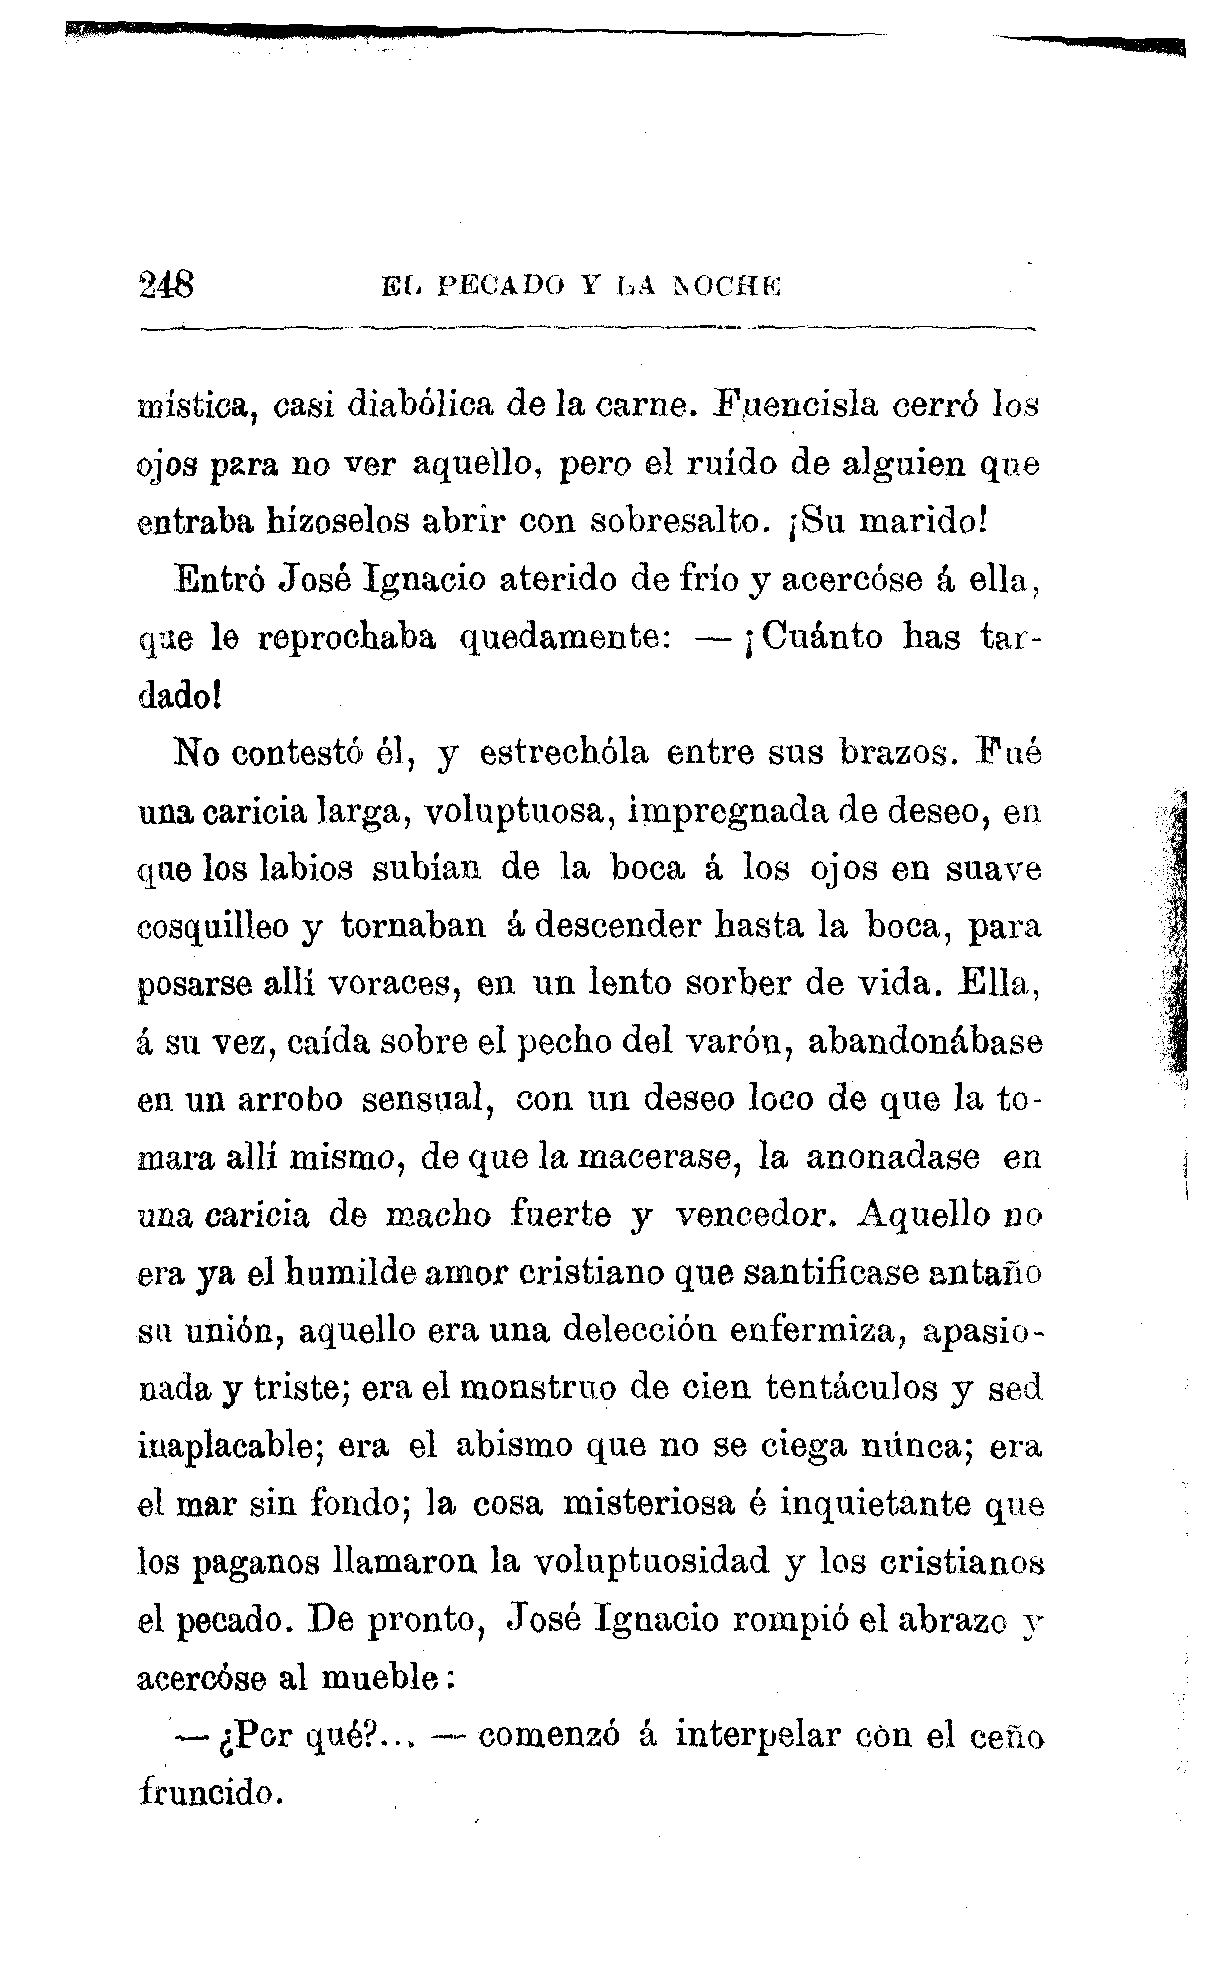 248 EL PECADO Y LA NOCHE
mística, casi diabólica de la carne. Fuencisla cerró los
ojos para no ver aquello, pero el ruído de alguien que
entraba hízoselos abrir con sobresalto. ¡Su marido!
Entró José Ignacio aterido de frío y acercóse á ella,
que le reprochaba quedamente: — ¡Cuánto has tar-
dado!
No contestó él, y estrechóla entre sus brazos. Fué
una caricia larga, voluptuosa, impregnada de deseo, en
que los labios subían de la boca á los ojos en suave
cosquilleo y tornaban á descender hasta la boca, para
posarse allí voraces, en un lento sorber de vida. Ella,
á su vez, caída sobre el pecho del varón, abandonábase
en un arrobo sensual, con un deseo loco de que la to-
mara allí mismo, de que la macerase, la anonadase en
una caricia de macho fuerte y vencedor. Aquello no
era ya el humilde amor cristiano que santificase antaño
su unión, aquello era una delección enfermiza, apasio-
nada y triste; era el monstruo de cien tentáculos y sed
inaplacable; era el abismo que no se ciega núnca; era
el mar sin fondo; la cosa misteriosa é inquietante que
los paganos llamaron la voluptuosidad y los cristianos
el pecado. De pronto, José Ignacio rompió el abrazo y
acercóse al mueble:
— ¿Por qué?... — comenzó á interpelar con el ceño
fruncido.